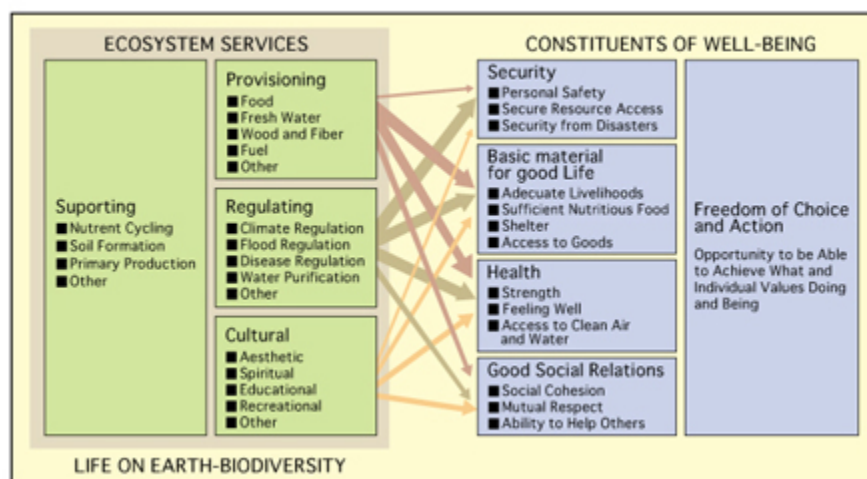 ECOSYSTEM SERVICES
Suporting
■ Nutrent Cycling
■ Soil Formation
■ Primary Production
■ Other
Provisioning
■ Food
■ Fresh Water
■ Wood and Fiber
■ Fuel
■ Other
Regulating
■ Climate Regulation
■ Flood Regulation
■ Disease Regulation
■ Water Purification
■ Other
Cultural
■ Aesthetic
■ Spiritual
■ Educational
■ Recreational
■ Other
LIFE ON EARTH-BIODIVERSITY
CONSTITUENTS OF WELL-BEING
Security
■ Personal Safety
■ Secure Resource Access
■ Security from Disasters
Basic material
for good Life
■ Adequate Livelihoods
■ Sufficient Nutritious Food
■ Shelter
■ Access to Goods
Health
■ Strength
■ Feeling Well
■ Access to Clean Air
and Water
Good Social Relations
■ Social Cohesion
■ Mutual Respect
■ Ability to Help Others
Freedom of Choice
and Action
Opportunity to be Able
to Achieve What and
Individual Values Doing
and Being